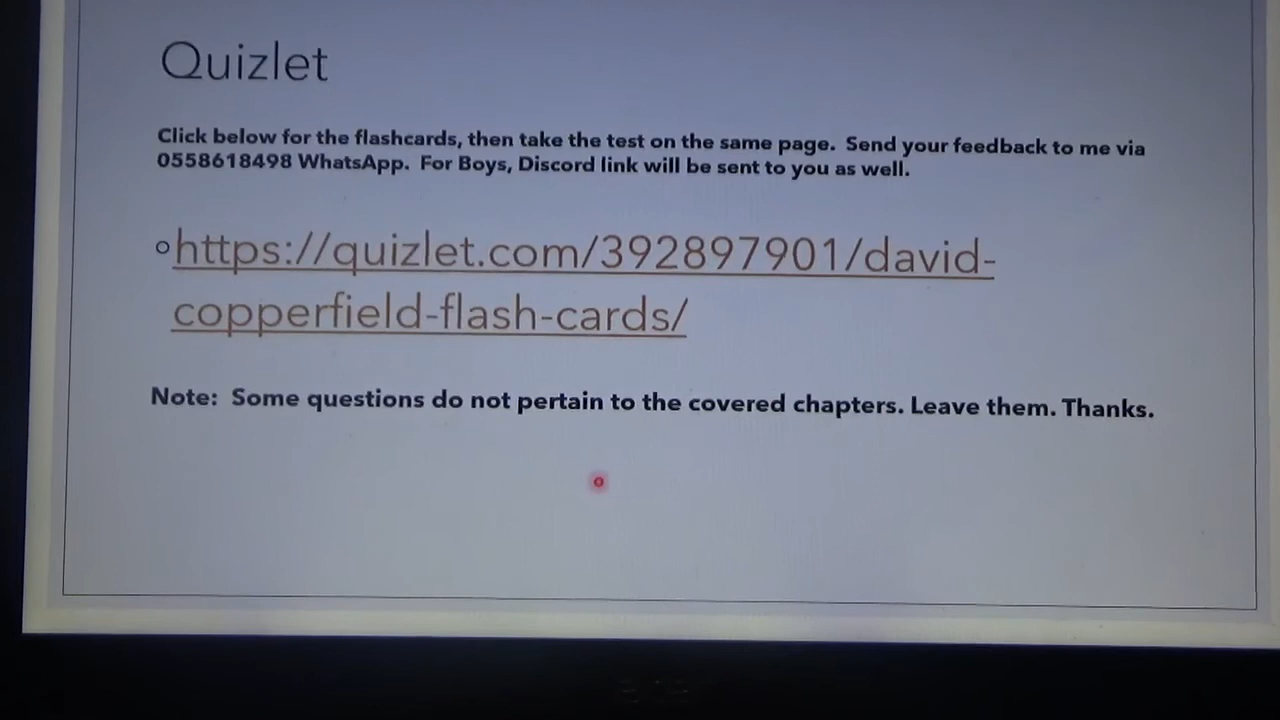 Quizlet
Click below for the flashcards, then take the test on the same page.  Send your feedback to me via
0558618498 WhatsApp.  For Boys, Discord link will be sent to you as well.
https://quizlet.com/392897901/david-
copperfield-flash-cards/
Note:  Some questions do not pertain to the covered chapters. Leave them. Thanks.